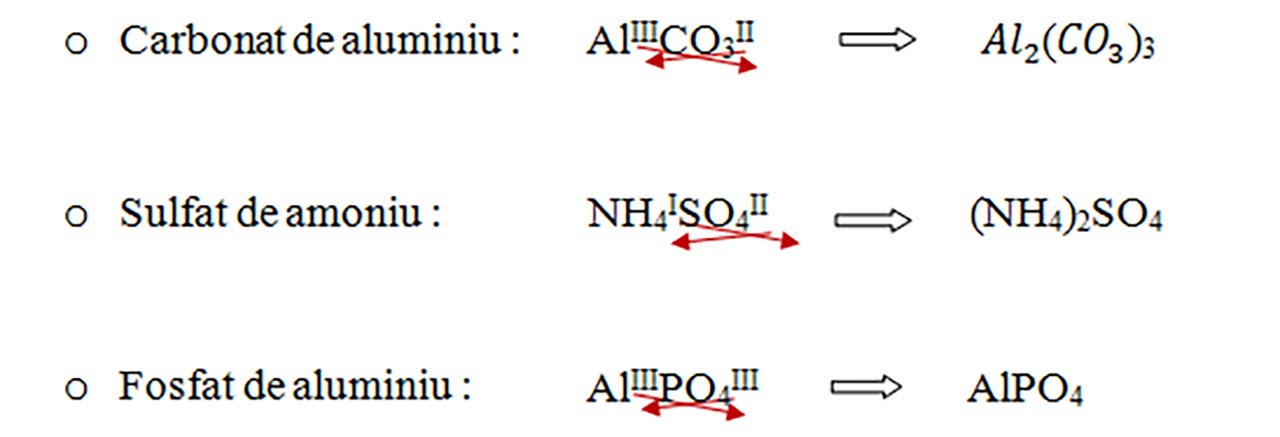 o Carbonat de aluminiu : Al^III CO₃^II ⇒ Al₂(CO₃)₃
o Sulfat de amoniu : NH₄^I SO₄^II ⇒ (NH₄)₂SO₄
o Fosfat de aluminiu : Al^III PO₄^III ⇒ AlPO₄